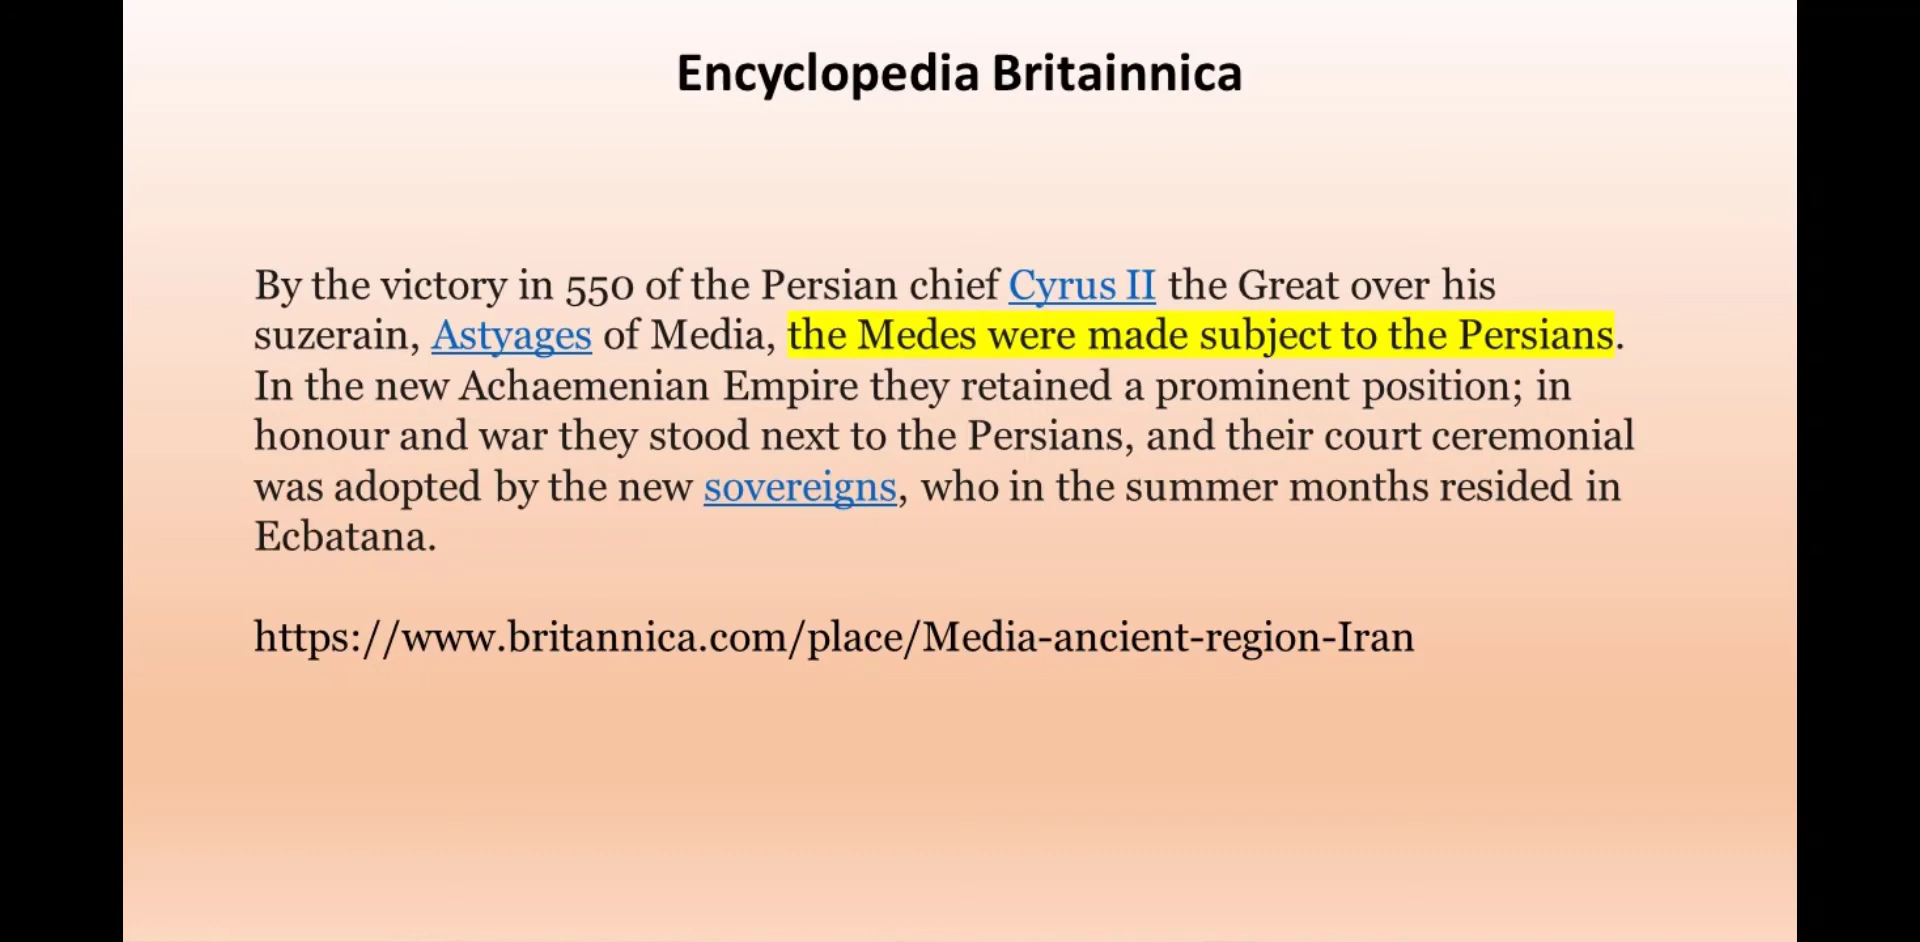 Encyclopedia Britainnica
By the victory in 550 of the Persian chief Cyrus II the Great over his
suzerain, Astyages of Media, the Medes were made subject to the Persians.
In the new Achaemenian Empire they retained a prominent position; in
honour and war they stood next to the Persians, and their court ceremonial
was adopted by the new sovereigns, who in the summer months resided in
Ecbatana.
https://www.britannica.com/place/Media-ancient-region-Iran